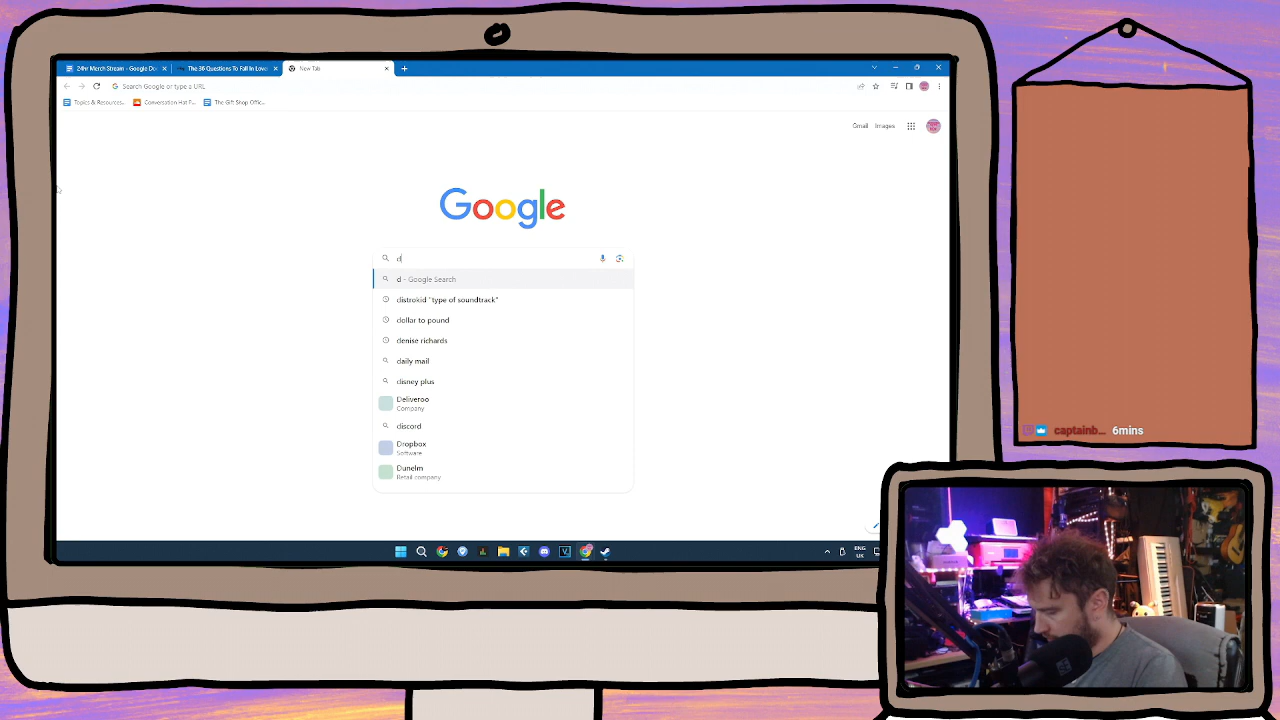 24hr Merch Stream - Google Do
The 36 Questions To Fall In Love
New Tab
Search Google or type a URL
Topics & Resources...
Conversation Hat P...
The Gift Shop Offic...
Gmail Images
Google
d
d - Google Search
distrokid "type of soundtrack"
dollar to pound
denise richards
daily mail
disney plus
Deliveroo
Company
discord
Dropbox
Software
Dunelm
Retail company
ENG
UK
captainb... 6mins